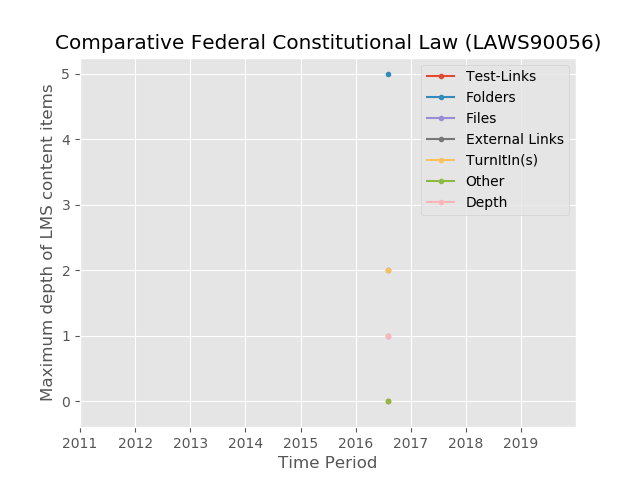 Comparative Federal Constitutional Law (LAWS90056)
Maximum depth of LMS content items
5
4
3
2
1
0
Test-Links
Folders
Files
External Links
TurnItIn(s)
Other
Depth
2011 2012 2013 2014 2015 2016 2017 2018 2019
Time Period